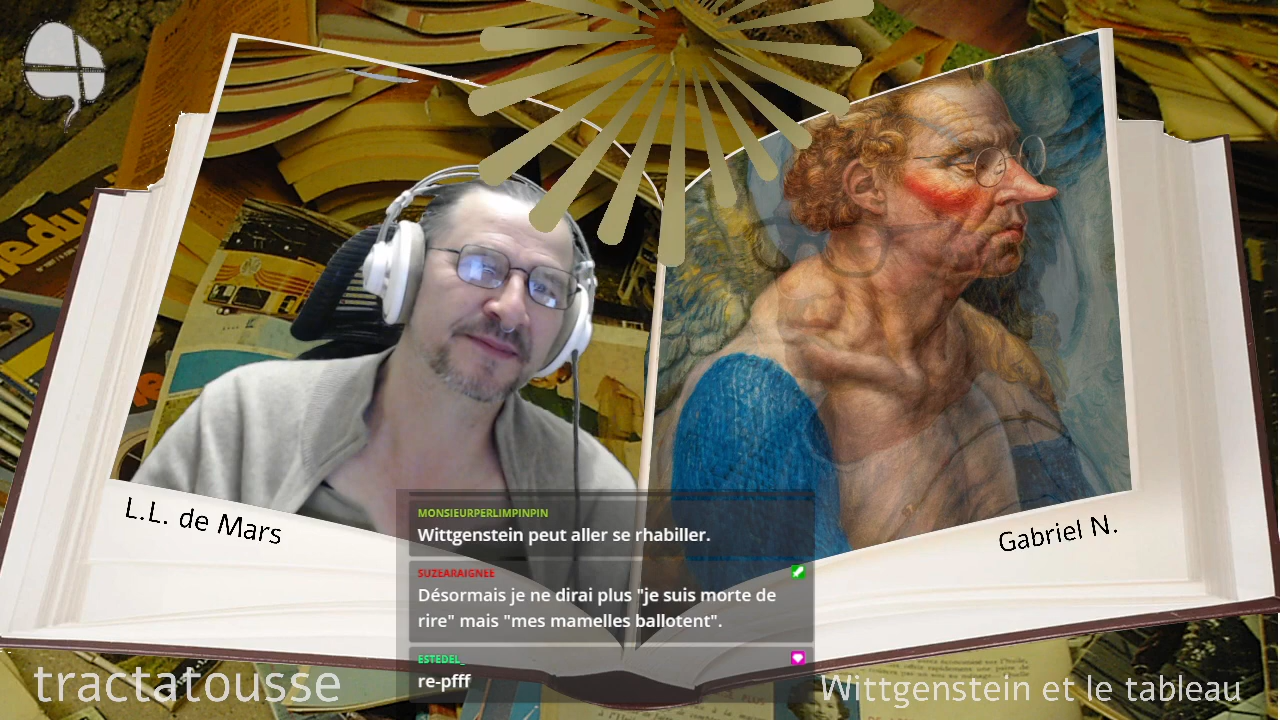 L.L. de Mars
Gabriel N.
MONSIEURPERLIMPINPIN
Wittgenstein peut aller se rhabiller.
SUZEARAIGNEE
Désormais je ne dirai plus "je suis morte de
rire" mais "mes mamelles ballotent".
ESTEDEL_
re-pfff
tractatousse
Wittgenstein et le tableau